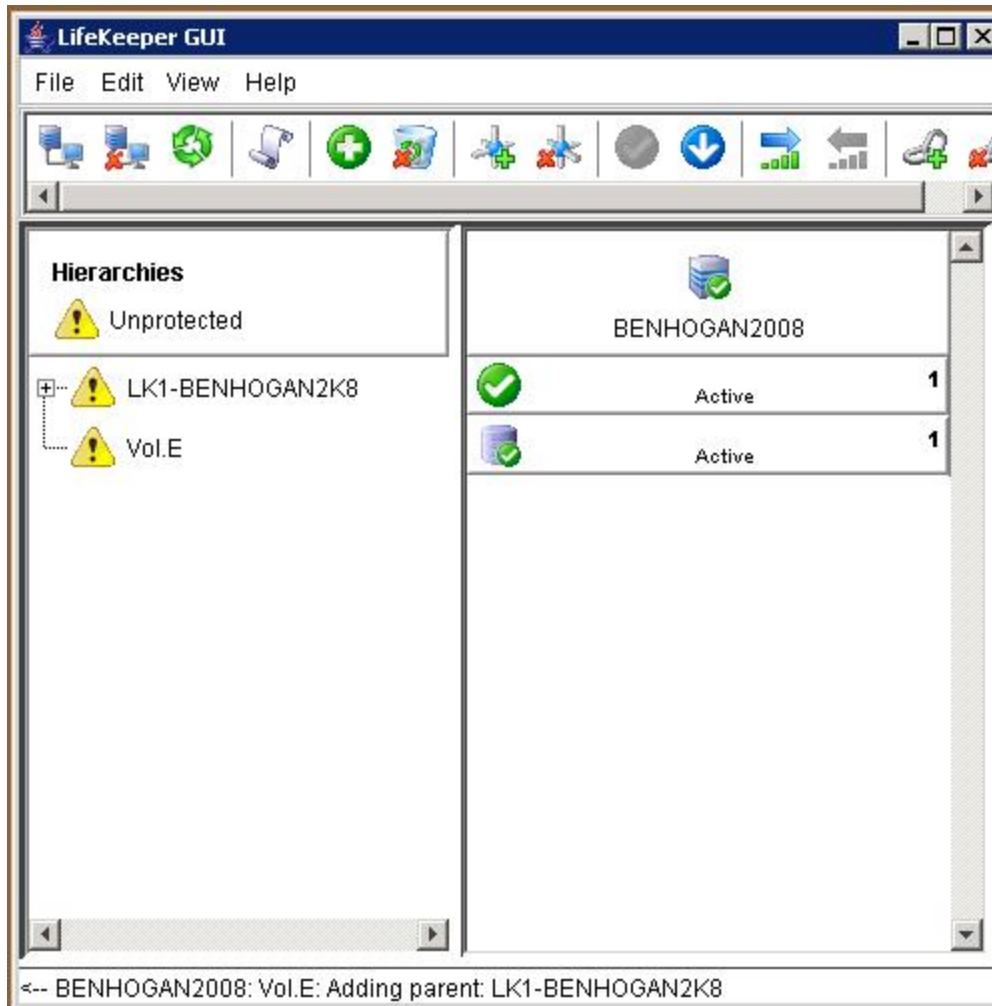 LifeKeeper GUI
File Edit View Help
Hierarchies
Unprotected
BENHOGAN2008
LK1-BENHOGAN2K8
Active 1
Vol.E
Active 1
<-- BENHOGAN2008: Vol.E: Adding parent: LK1-BENHOGAN2K8